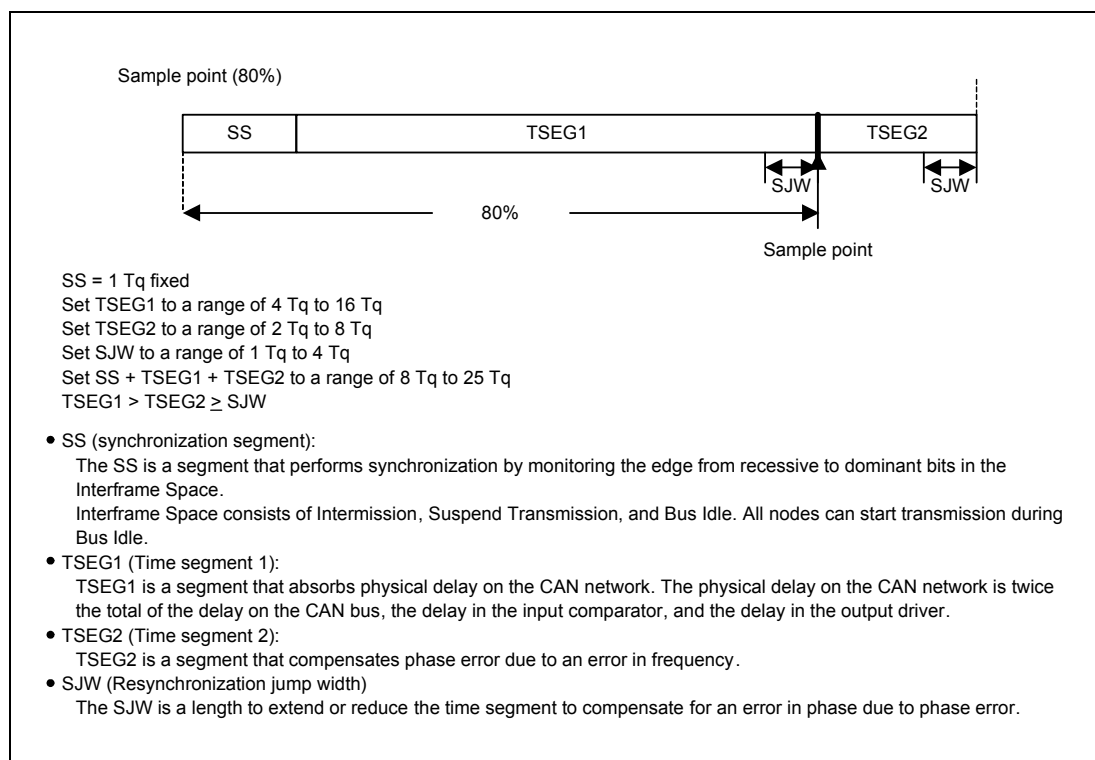 Sample point (80%)
SS TSEG1 TSEG2
SJW SJW
80%
Sample point
SS = 1 Tq fixed
Set TSEG1 to a range of 4 Tq to 16 Tq
Set TSEG2 to a range of 2 Tq to 8 Tq
Set SJW to a range of 1 Tq to 4 Tq
Set SS + TSEG1 + TSEG2 to a range of 8 Tq to 25 Tq
TSEG1 > TSEG2 ≥ SJW
• SS (synchronization segment):
The SS is a segment that performs synchronization by monitoring the edge from recessive to dominant bits in the
Interframe Space.
Interframe Space consists of Intermission, Suspend Transmission, and Bus Idle. All nodes can start transmission during
Bus Idle.
• TSEG1 (Time segment 1):
TSEG1 is a segment that absorbs physical delay on the CAN network. The physical delay on the CAN network is twice
the total of the delay on the CAN bus, the delay in the input comparator, and the delay in the output driver.
• TSEG2 (Time segment 2):
TSEG2 is a segment that compensates phase error due to an error in frequency.
• SJW (Resynchronization jump width)
The SJW is a length to extend or reduce the time segment to compensate for an error in phase due to phase error.